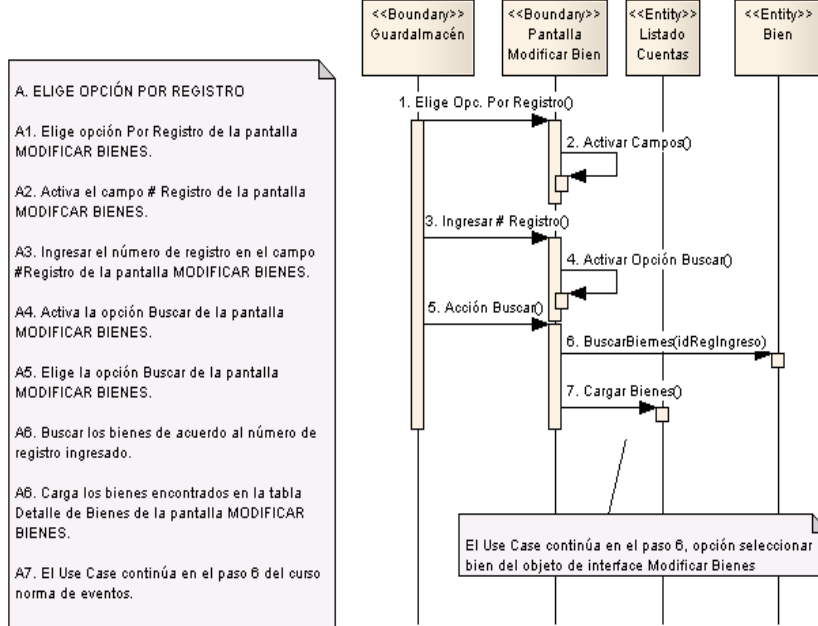 A. ELIGE OPCIÓN POR REGISTRO
A1. Elige opción Por Registro de la pantalla
MODIFICAR BIENES.
A2. Activa el campo # Registro de la pantalla
MODIFCAR BIENES.
A3. Ingresar el número de registro en el campo
#Registro de la pantalla MODIFICAR BIENES.
A4. Activa la opción Buscar de la pantalla
MODIFICAR BIENES.
A5. Elige la opción Buscar de la pantalla
MODIFICAR BIENES.
A6. Buscar los bienes de acuerdo al número de
registro ingresado.
A6. Carga los bienes encontrados en la tabla
Detalle de Bienes de la pantalla MODIFICAR
BIENES.
A7. El Use Case continúa en el paso 6 del curso
norma de eventos.
<<Boundary>>
Guardalmacén
<<Boundary>>
Pantalla
Modificar Bien
<<Entity>>
Listado
Cuentas
<<Entity>>
Bien
1. Elige Opc. Por Registro()
2. Activar Campos()
3. Ingresar # Registro()
4. Activar Opción Buscar()
5. Acción Buscar()
6. BuscarBiernes(idRegIngreso)
7. Cargar Bienes()
El Use Case continúa en el paso 6, opción seleccionar
bien del objeto de interface Modificar Bienes